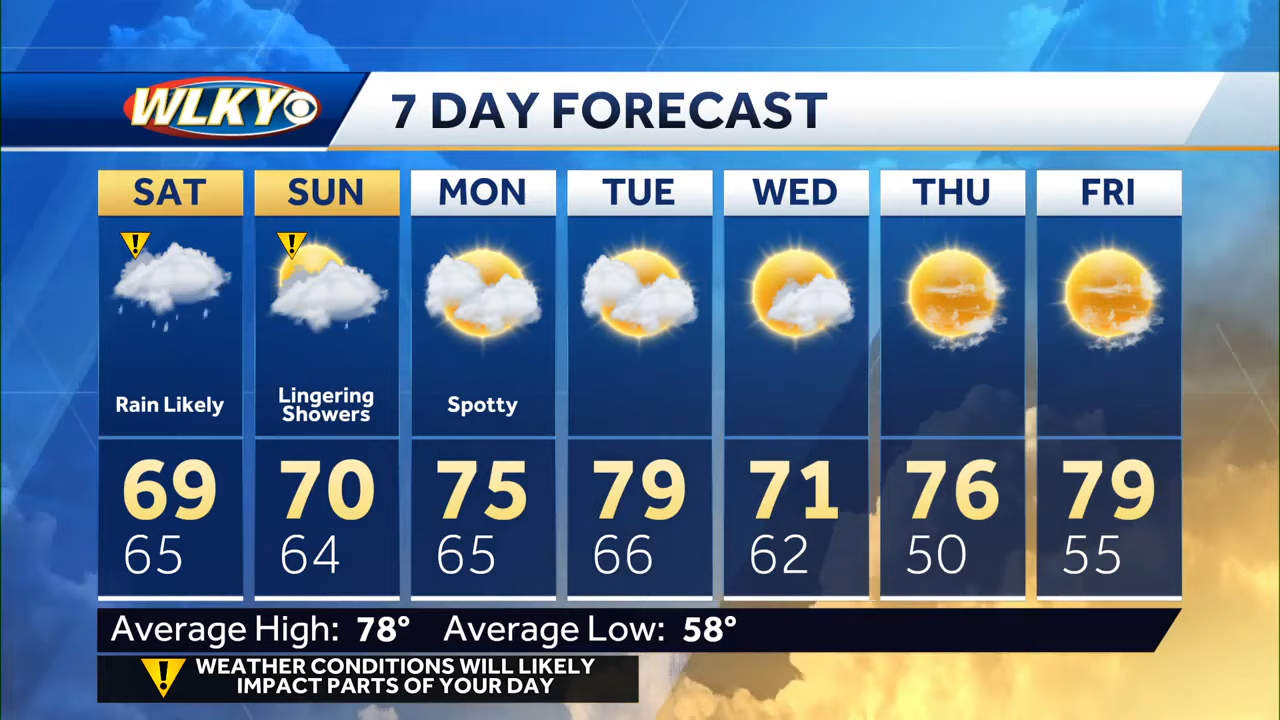 WLKY
7 DAY FORECAST
SAT SUN MON TUE WED THU FRI
! !
Rain Likely
Lingering
Showers
Spotty
69 70 75 79 71 76 79
65 64 65 66 62 50 55
Average High: 78° Average Low: 58°
! WEATHER CONDITIONS WILL LIKELY
IMPACT PARTS OF YOUR DAY